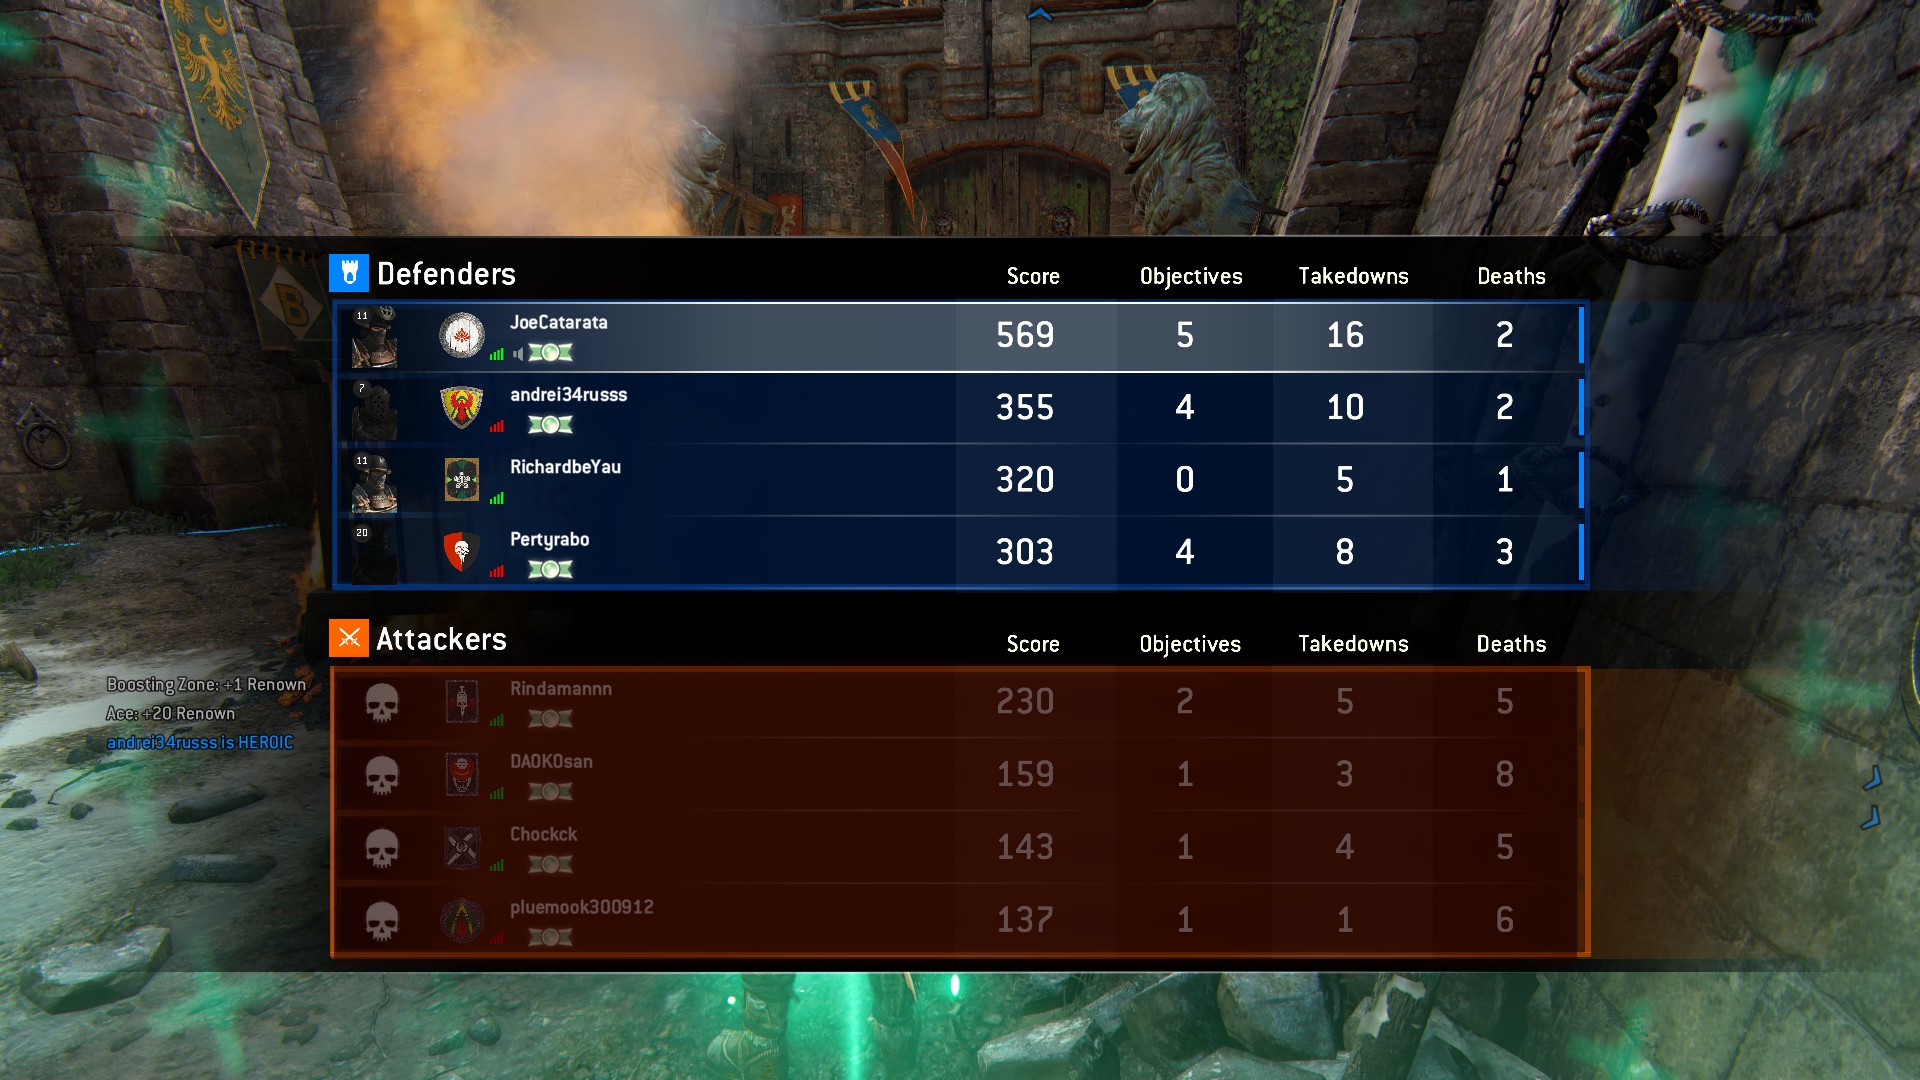 Defenders Score Objectives Takedowns Deaths
11 JoeCatarata 569 5 16 2
7 andrei34russs 355 4 10 2
11 RichardbeYau 320 0 5 1
20 Pertyrabo 303 4 8 3
Attackers Score Objectives Takedowns Deaths
Rindamannn 230 2 5 5
DAOKOsan 159 1 3 8
Chockck 143 1 4 5
pluemook300912 137 1 1 6
Boosting Zone: +1 Renown
Ace: +20 Renown
andrei34russs is HEROIC
B